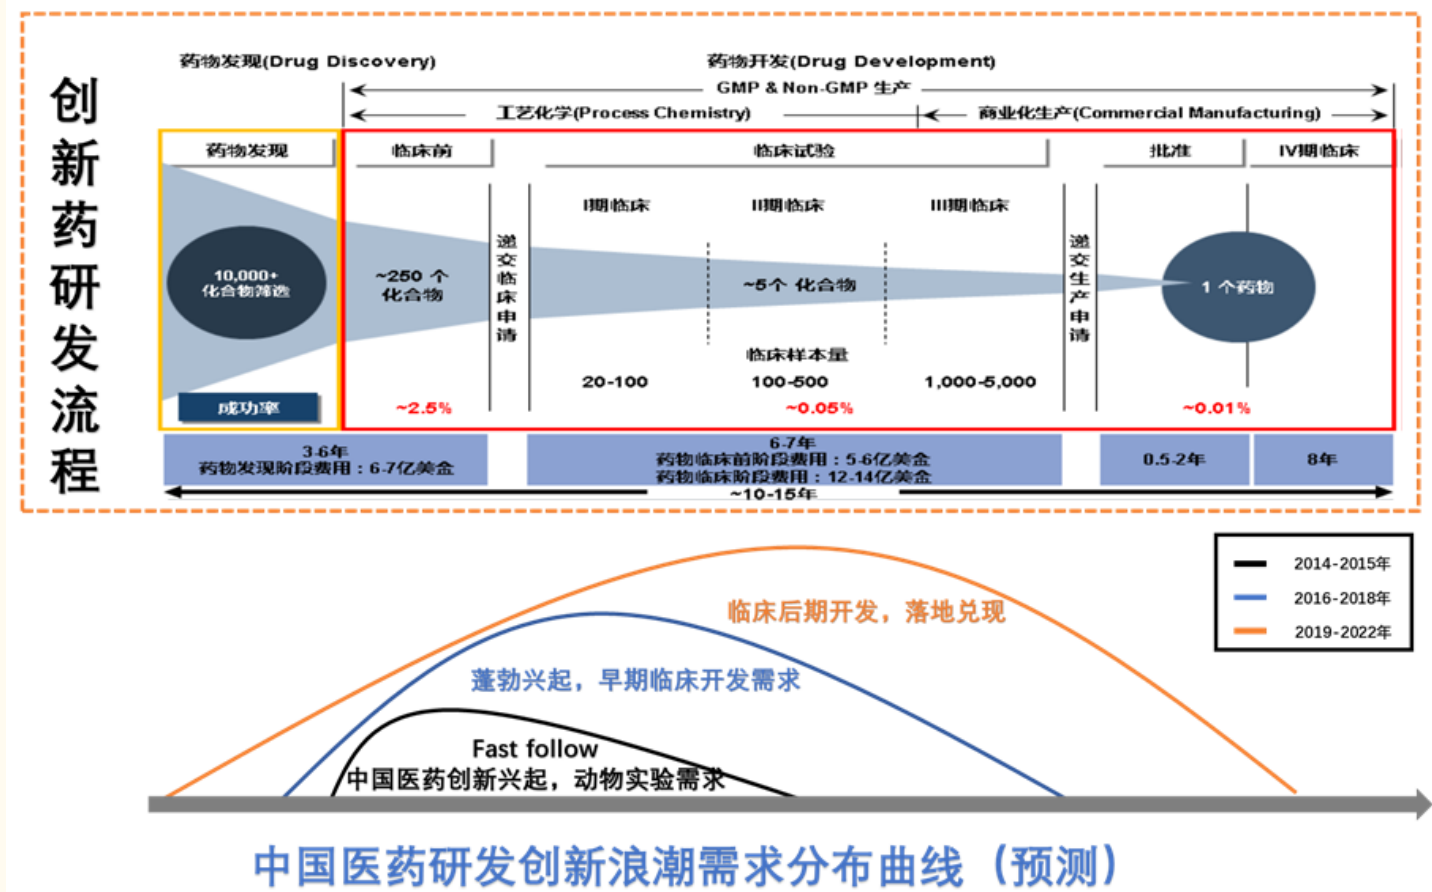 创新药研发流程
药物发现(Drug Discovery)
药物开发(Drug Development)
GMP & Non-GMP 生产
工艺化学(Process Chemistry)
商业化生产(Commercial Manufacturing)
药物发现
临床前
临床试验
批准
IV期临床
I期临床
II期临床
III期临床
10,000+
化合物筛选
~250 个
化合物
递交临床申请
~5个 化合物
递交生产申请
1 个药物
临床样本量
20-100
100-500
1,000-5,000
成功率
~2.5%
~0.05%
~0.01%
3-6年
药物发现阶段费用：6-7亿美金
6-7年
药物临床前阶段费用：5-6亿美金
药物临床阶段费用：12-14亿美金
0.5-2年
8年
~10-15年
2014-2015年
2016-2018年
2019-2022年
临床后期开发，落地兑现
蓬勃兴起，早期临床开发需求
Fast follow
中国医药创新兴起，动物实验需求
中国医药研发创新浪潮需求分布曲线（预测）